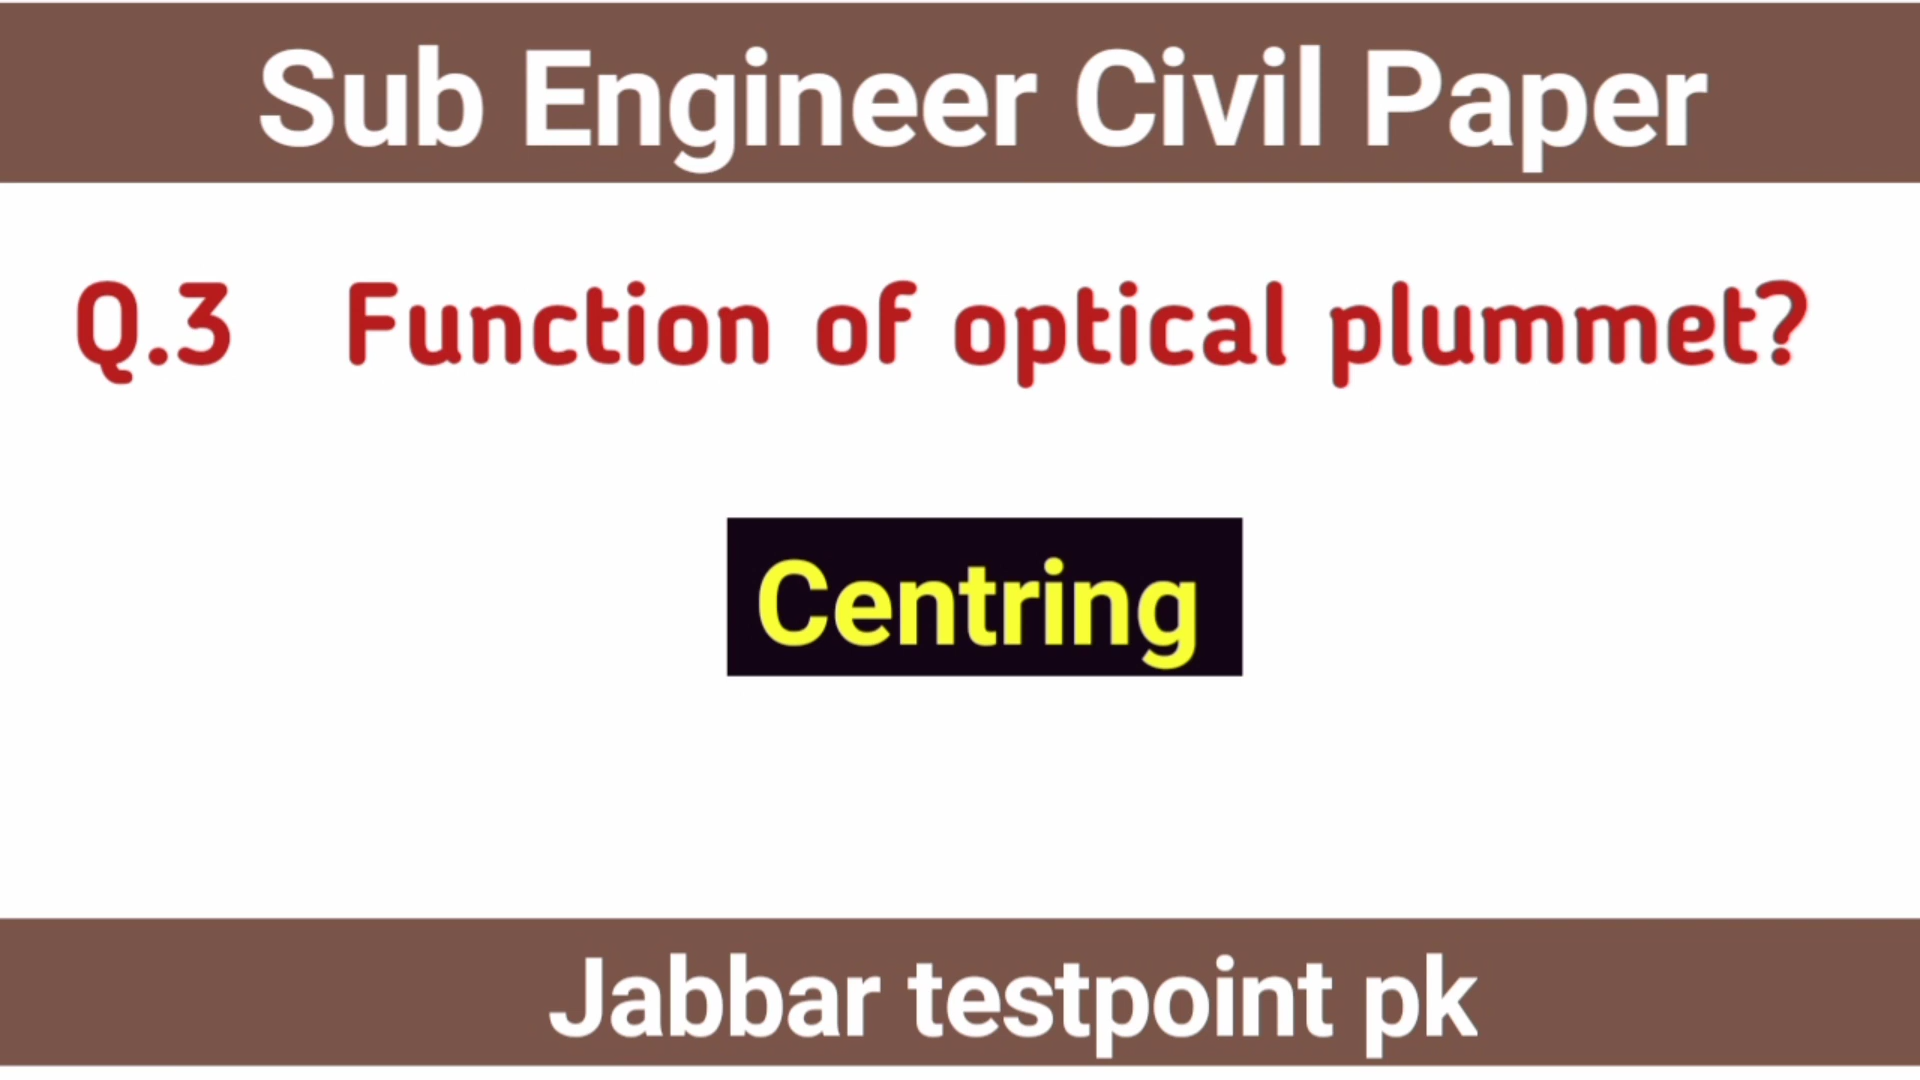 Sub Engineer Civil Paper
Q.3 Function of optical plummet?
Centring
Jabbar testpoint pk